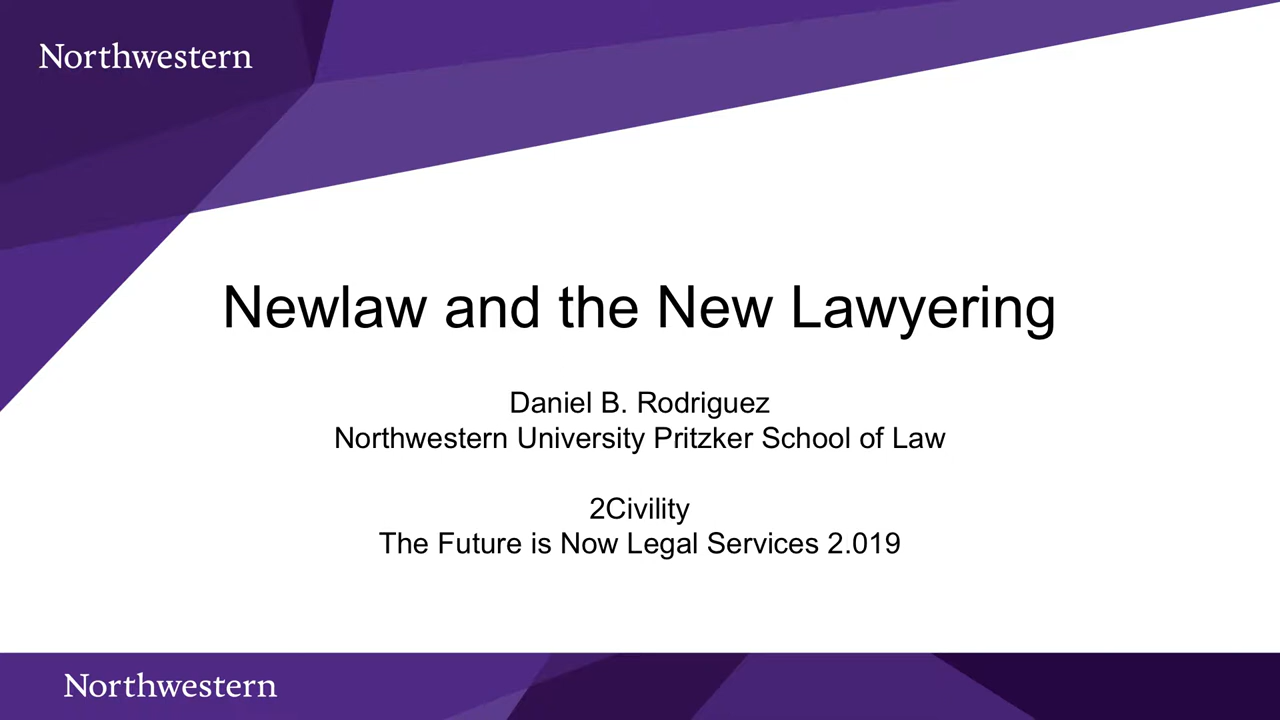 Northwestern
Newlaw and the New Lawyering
Daniel B. Rodriguez
Northwestern University Pritzker School of Law
2Civility
The Future is Now Legal Services 2.019
Northwestern